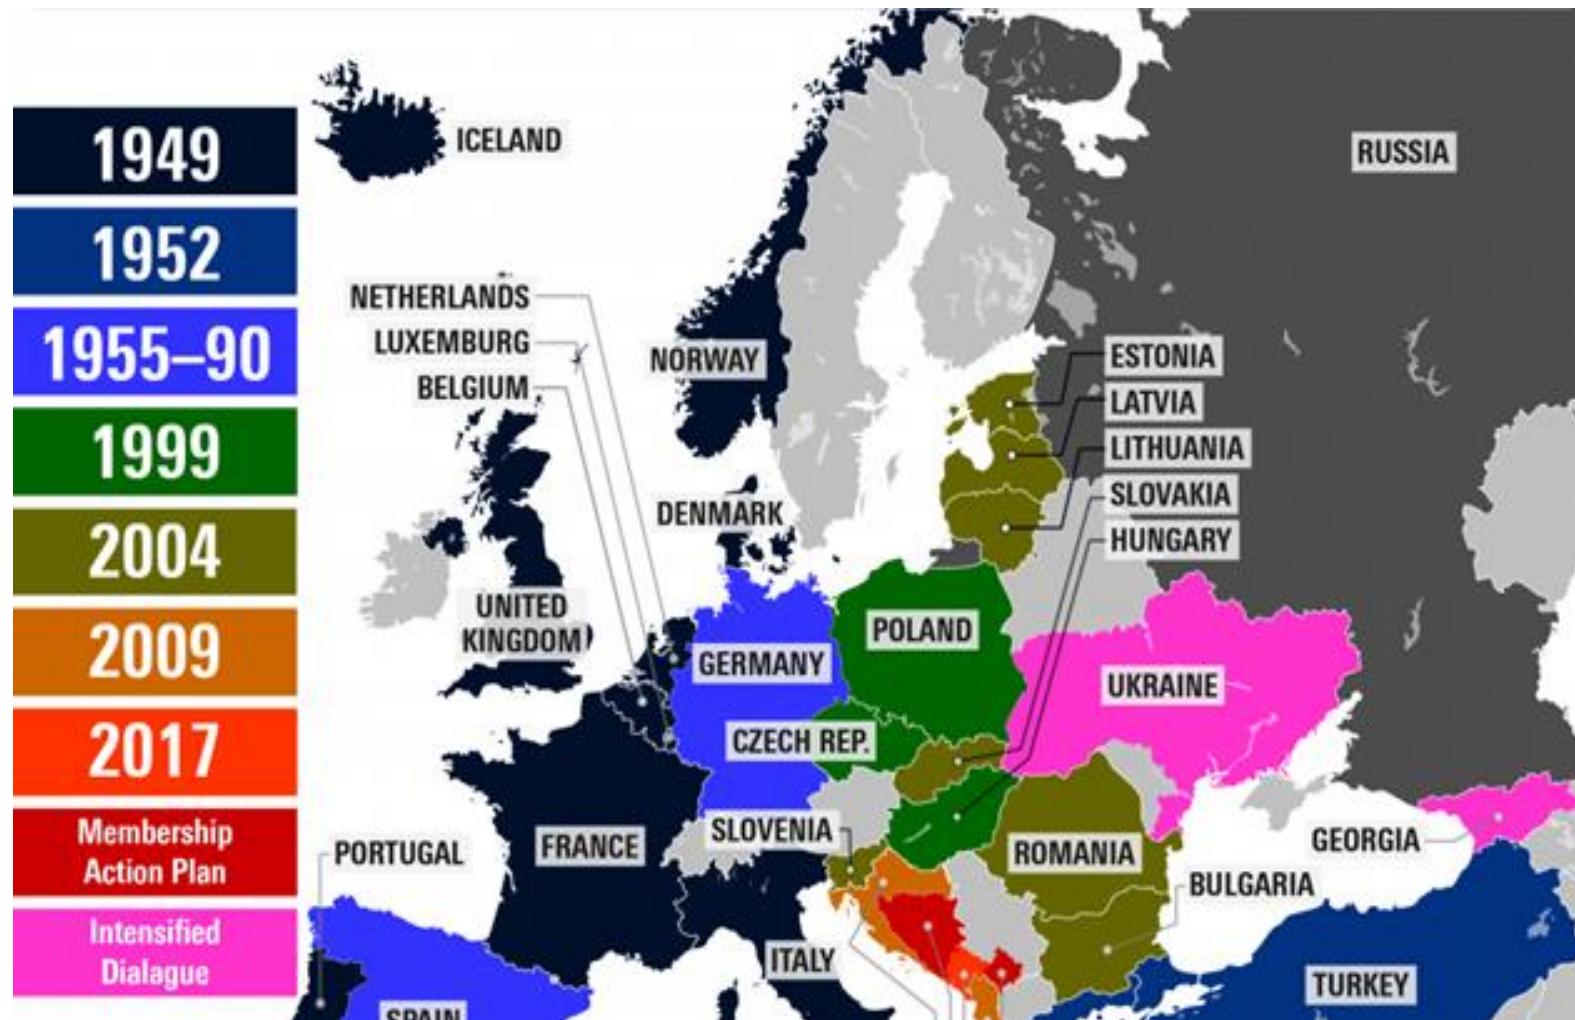 1949
1952
1955–90
1999
2004
2009
2017
Membership
Action Plan
Intensified
Dialague
ICELAND
RUSSIA
NETHERLANDS
LUXEMBURG
BELGIUM
NORWAY
ESTONIA
LATVIA
LITHUANIA
SLOVAKIA
HUNGARY
DENMARK
UNITED
KINGDOM
POLAND
GERMANY
UKRAINE
CZECH REP.
SLOVENIA
FRANCE
ROMANIA
GEORGIA
PORTUGAL
BULGARIA
ITALY
TURKEY
SPAIN